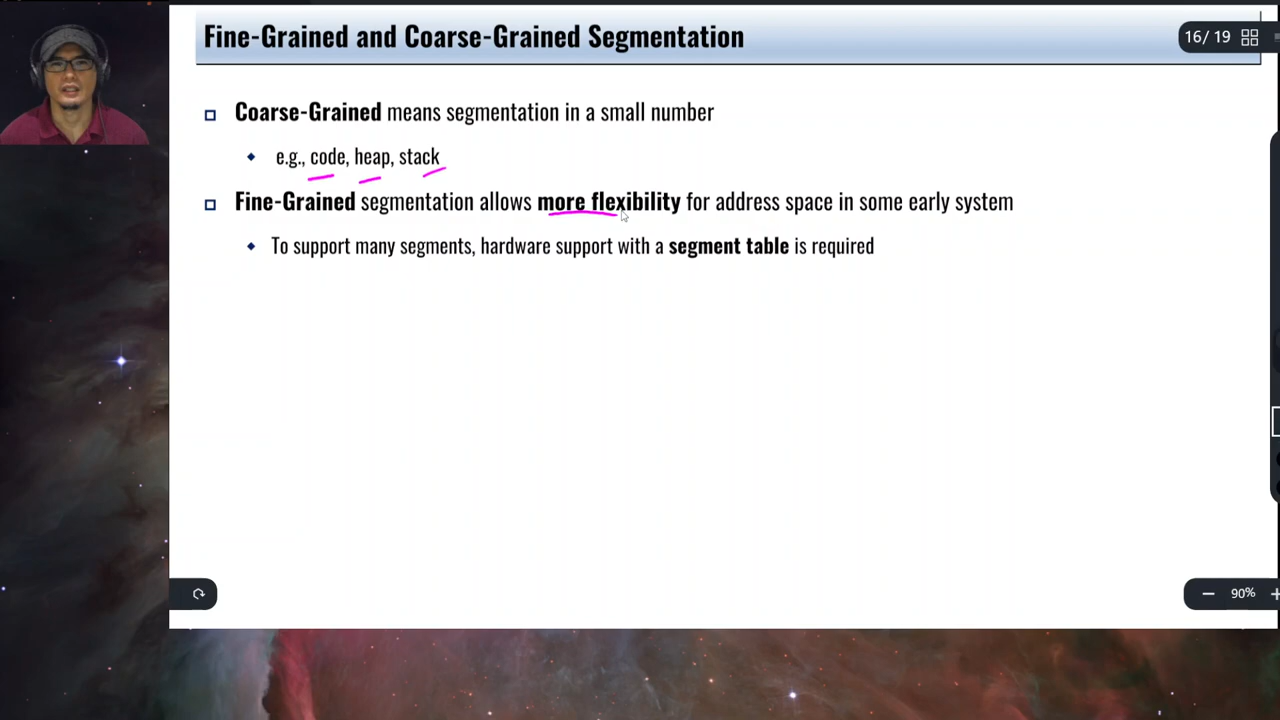 Fine-Grained and Coarse-Grained Segmentation
16/ 19
Coarse-Grained means segmentation in a small number
e.g., code, heap, stack
Fine-Grained segmentation allows more flexibility for address space in some early system
To support many segments, hardware support with a segment table is required
90%